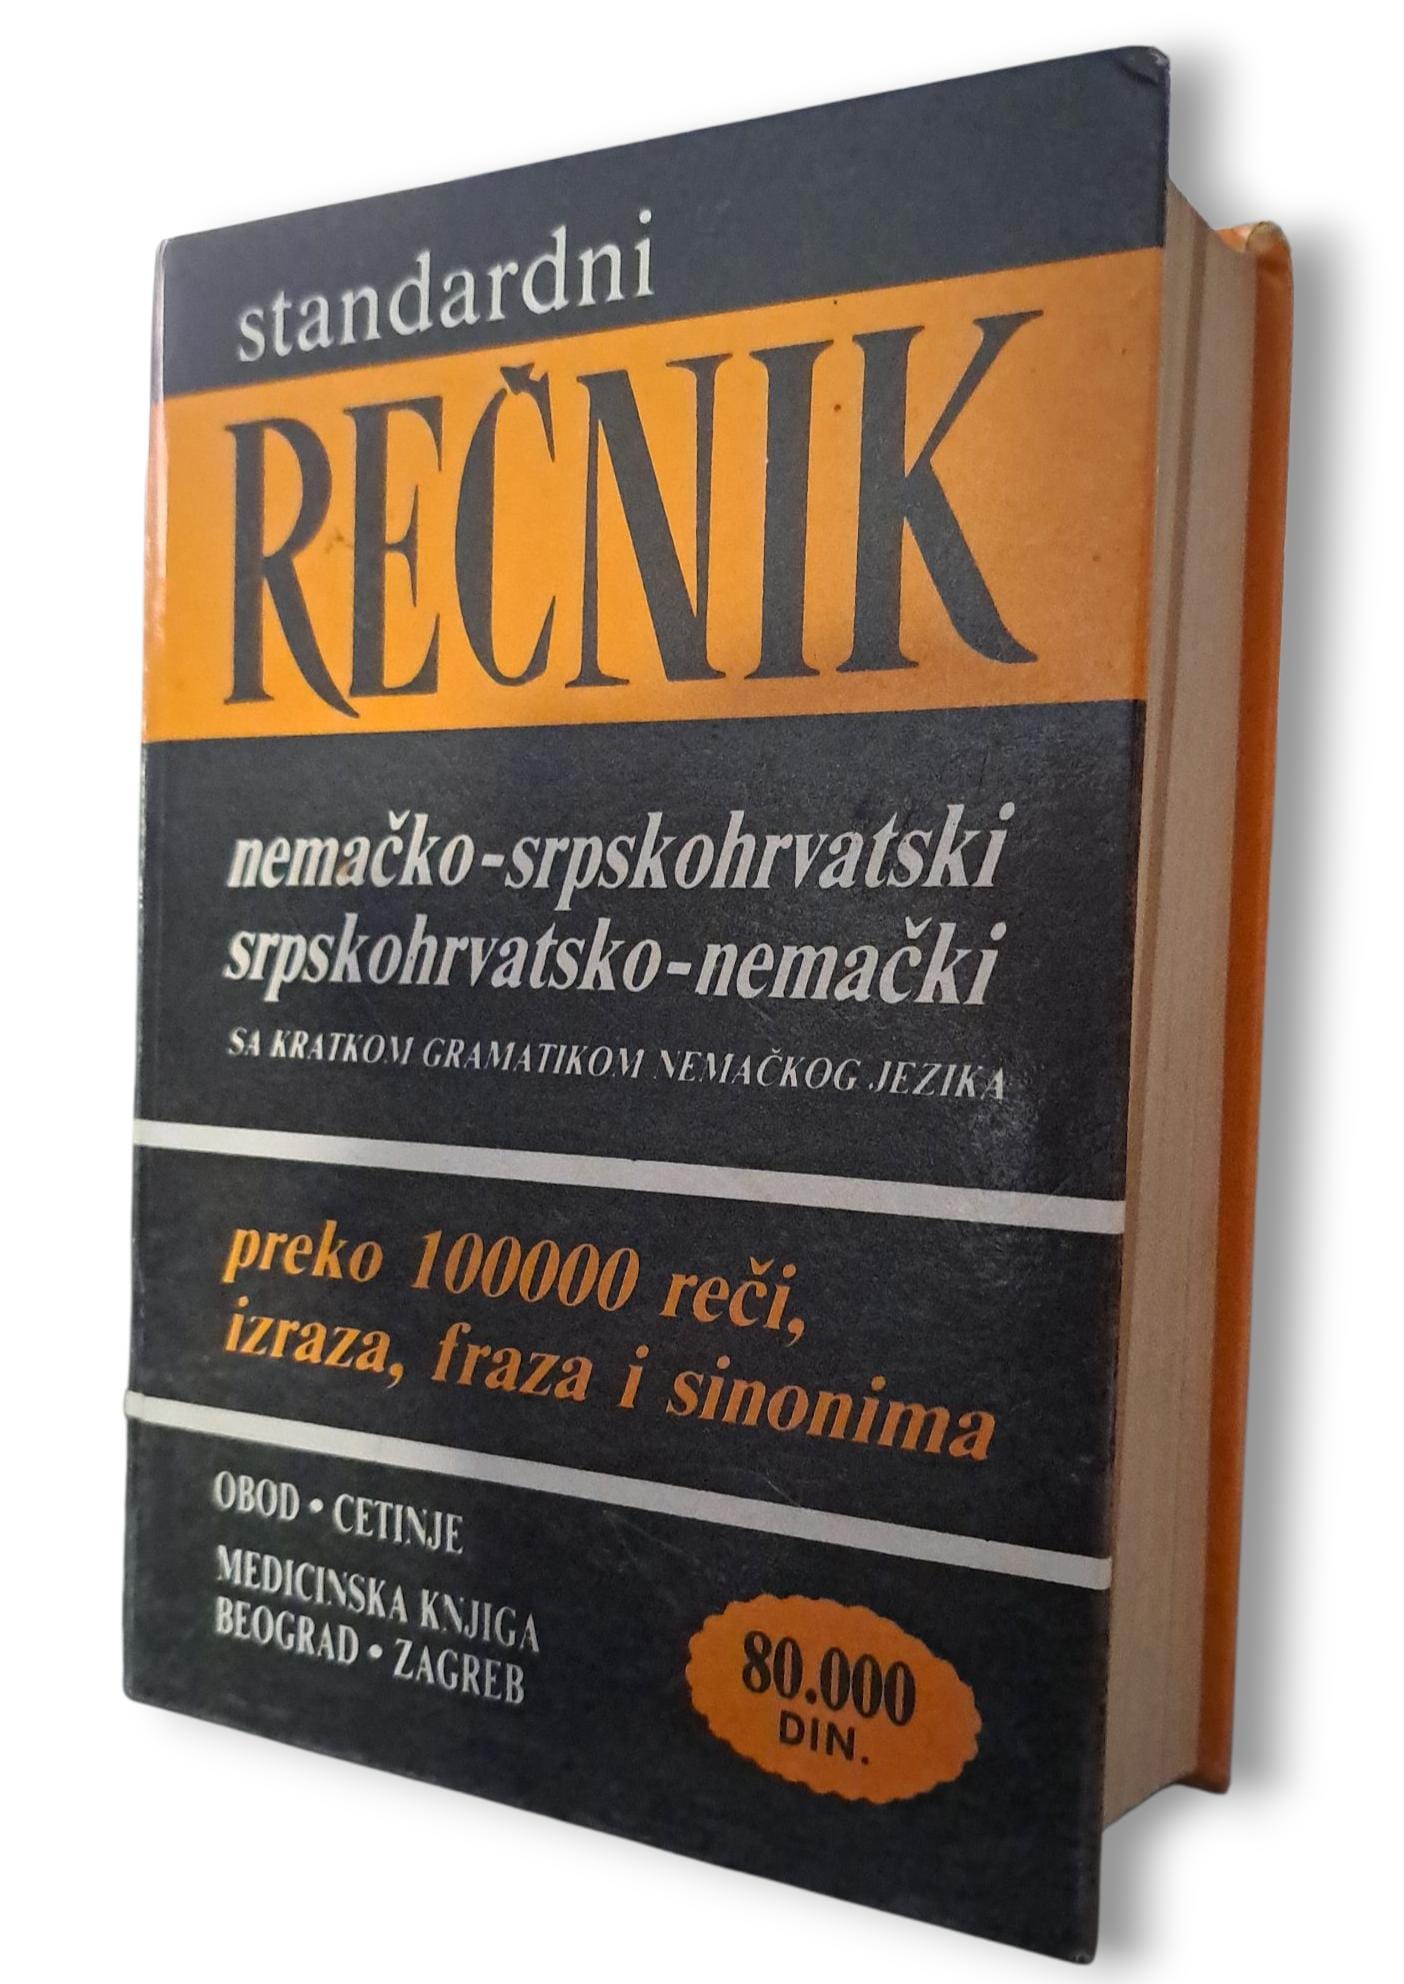 standardni
REČNIK
nemačko-srpskohrvatski
srpskohrvatsko-nemački
SA KRATKOM GRAMATIKOM NEMAČKOG JEZIKA
preko 100000 reči,
izraza, fraza i sinonima
OBOD • CETINJE
MEDICINSKA KNJIGA
BEOGRAD • ZAGREB
80.000
DIN.